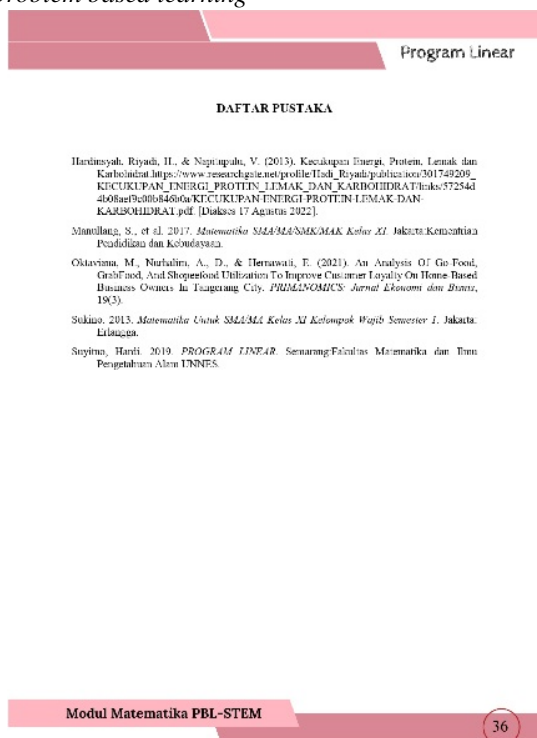 problem based learning
Program Linear
DAFTAR PUSTAKA
Hardinsyah, Riyadi, H., & Napitupulu, V. (2013). Kecukupan Energi, Protein, Lemak dan
Karbohidrat.https://www.researchgate.net/profile/Hadi_Riyadi/publication/301749209_
KECUKUPAN_ENERGI_PROTEIN_LEMAK_DAN_KARBOHIDRAT/links/57254d
4b08aef9c00b846b0a/KECUKUPAN-ENERGI-PROTEIN-LEMAK-DAN-
KARBOHIDRAT.pdf. [Diakses 17 Agustus 2022].
Manullang, S., et al. 2017. Matematika SMA/MA/SMK/MAK Kelas XI. Jakarta:Kementrian
Pendidikan dan Kebudayaan.
Oktaviana, M., Nurhalim, A., D., & Hernawati, E. (2021). An Analysis Of Go-Food,
GrabFood, And Shopeefood Utilization To Improve Customer Loyalty On Home-Based
Business Owners In Tangerang City. PRIMANOMICS: Jurnal Ekonomi dan Bisnis,
19(3).
Sukino. 2013. Matematika Untuk SMA/MA Kelas XI Kelompok Wajib Semester 1. Jakarta:
Erlangga.
Suyitno, Hardi. 2019. PROGRAM LINEAR. Semarang:Fakultas Matematika dan Ilmu
Pengetahuan Alam UNNES.
Modul Matematika PBL-STEM
36